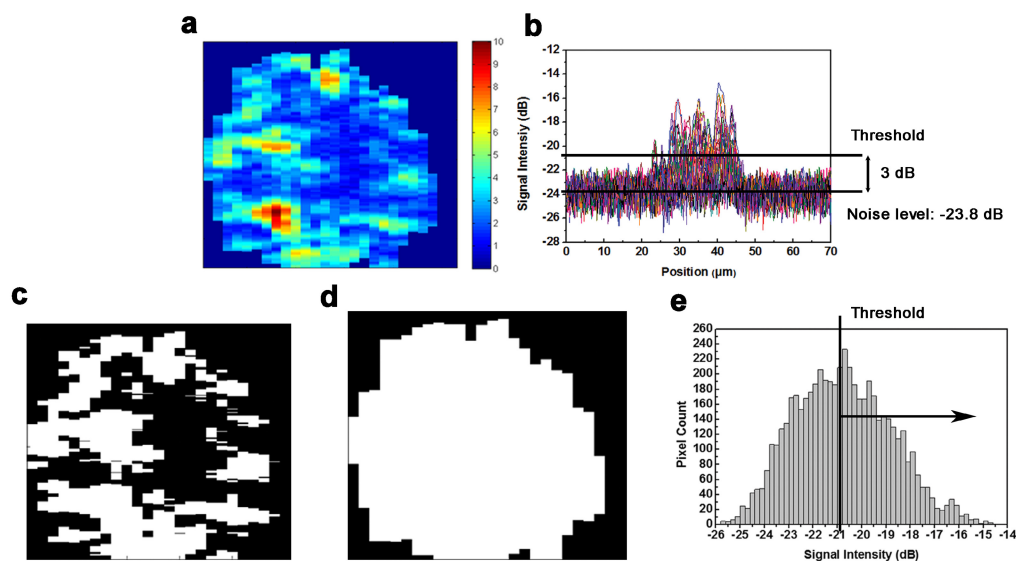 a
10
9
8
7
6
5
4
3
2
1
0
b
Signal Intensiy (dB)
-12
-14
-16
-18
-20
-22
-24
-26
-28
0 10 20 30 40 50 60 70
Position (µm)
Threshold
3 dB
Noise level: -23.8 dB
c
d
e
Threshold
Pixel Count
260
240
220
200
180
160
140
120
100
80
60
40
20
0
-26 -25 -24 -23 -22 -21 -20 -19 -18 -17 -16 -15 -14
Signal Intensity (dB)